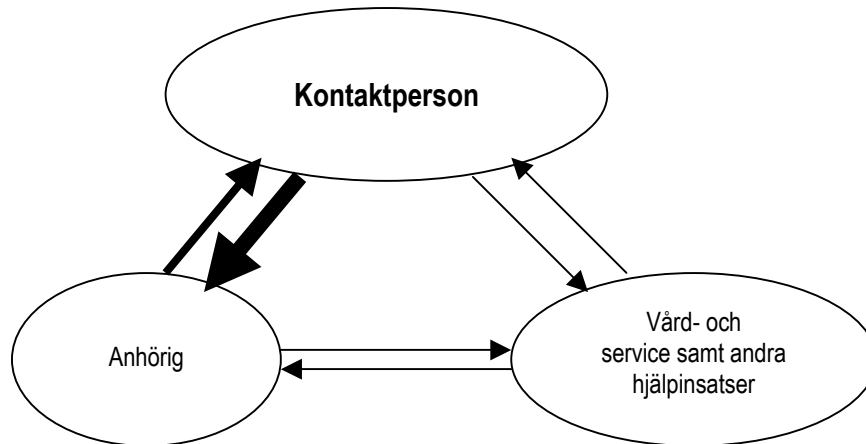 Kontaktperson
Anhörig
Vård- och
service samt andra
hjälpinsatser